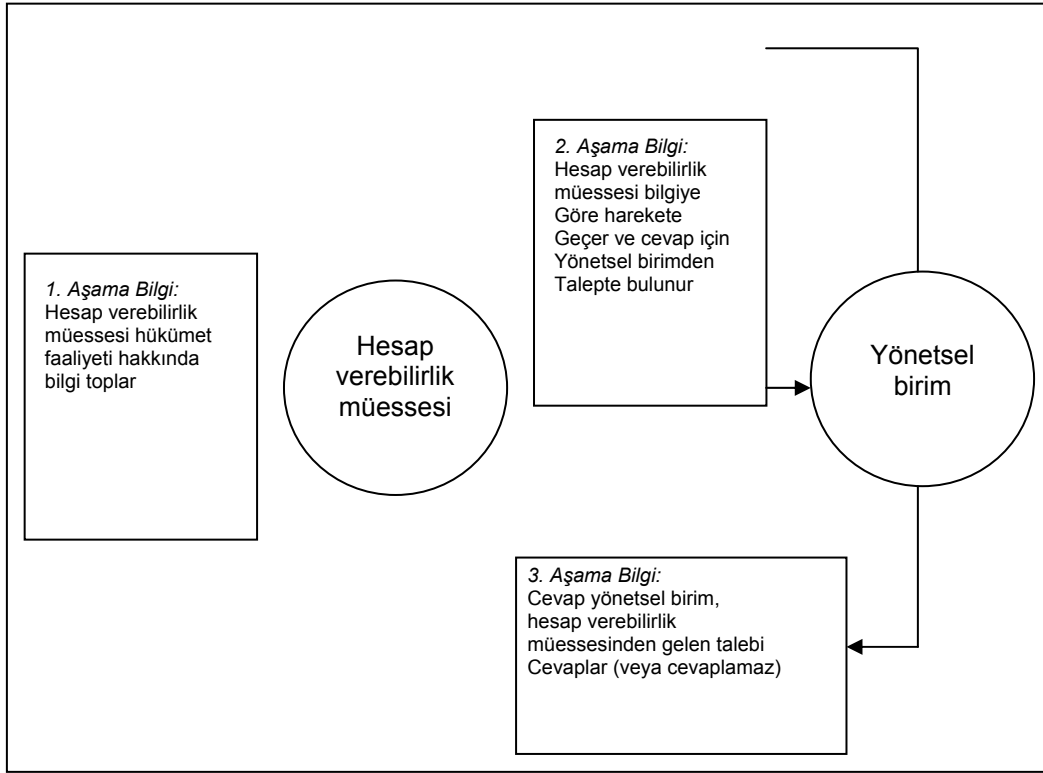 1. Aşama Bilgi:
Hesap verebilirlik
müessesi hükümet
faaliyeti hakkında
bilgi toplar
Hesap
verebilirlik
müessesi
2. Aşama Bilgi:
Hesap verebilirlik
müessesi bilgiye
Göre harekete
Geçer ve cevap için
Yönetsel birimden
Talepte bulunur
Yönetsel
birim
3. Aşama Bilgi:
Cevap yönetsel birim,
hesap verebilirlik
müessesinden gelen talebi
Cevaplar (veya cevaplamaz)